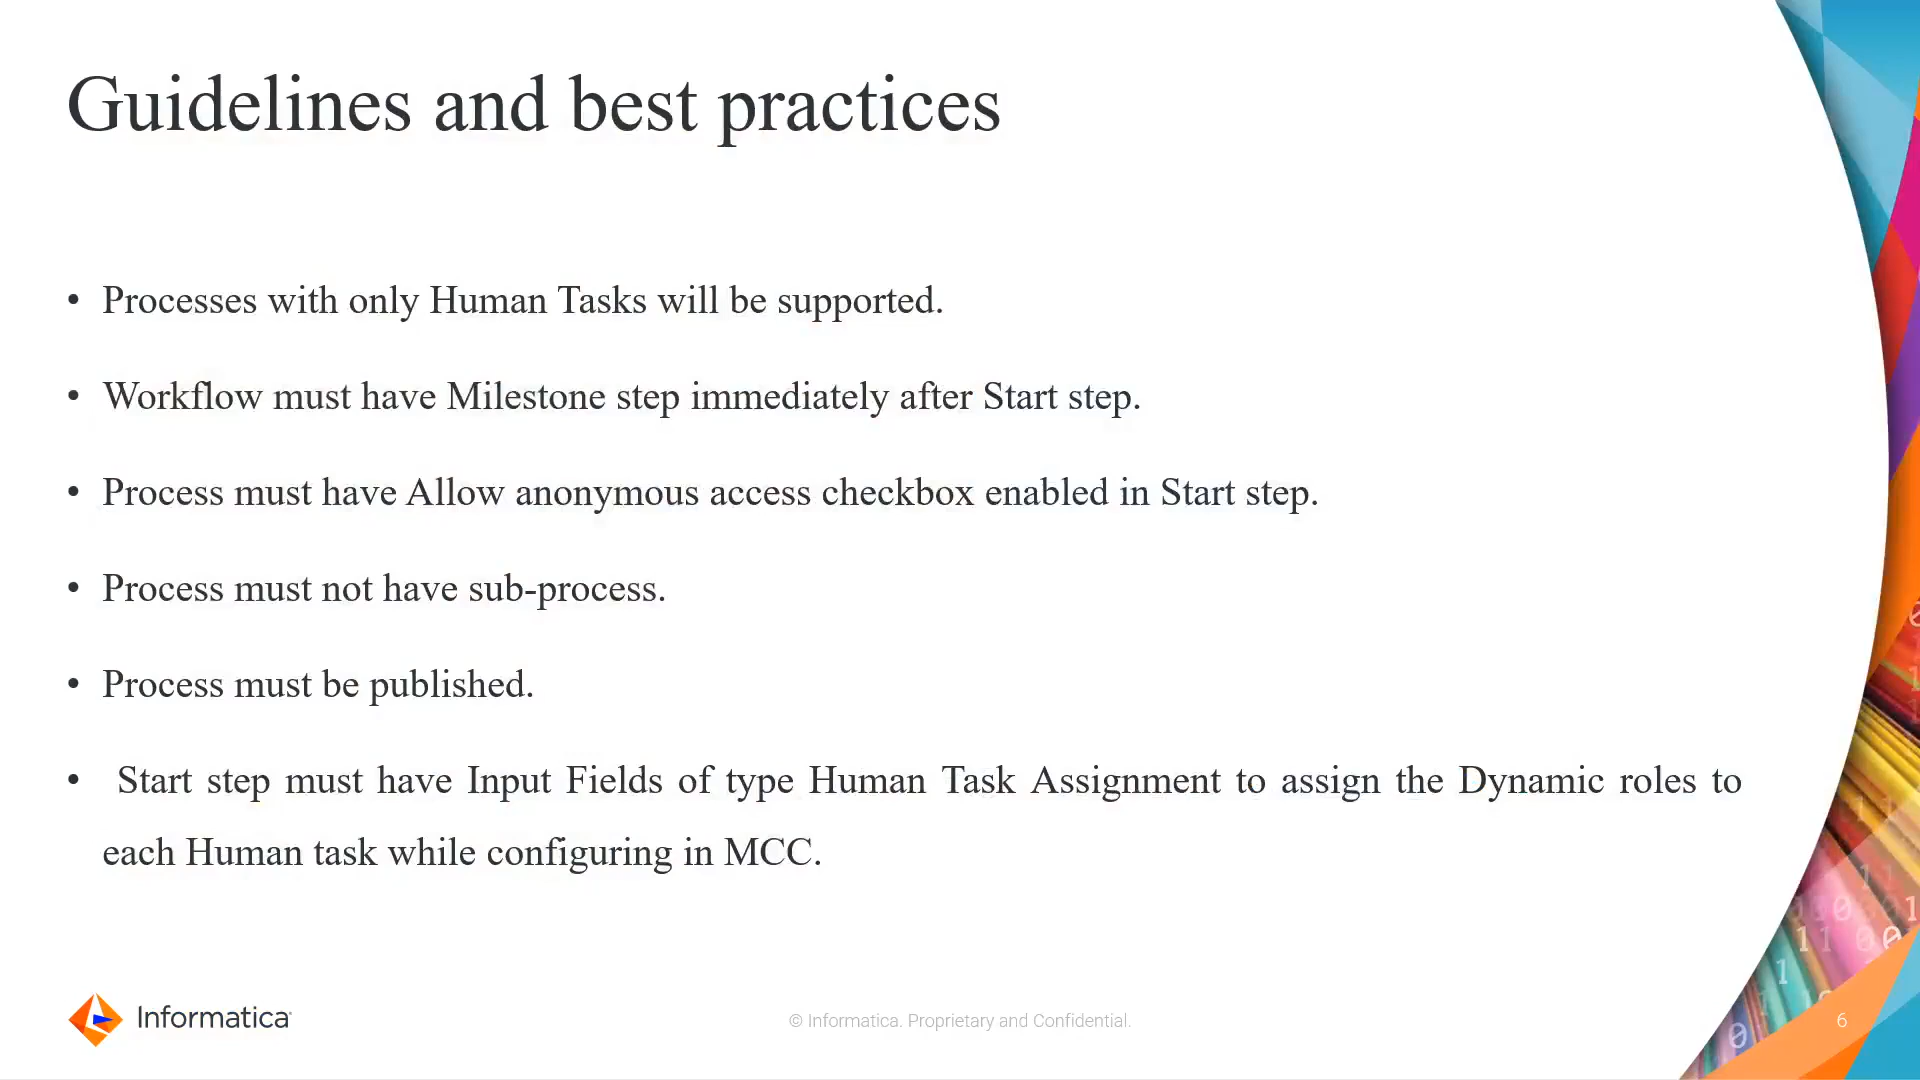 Guidelines and best practices
• Processes with only Human Tasks will be supported.
• Workflow must have Milestone step immediately after Start step.
• Process must have Allow anonymous access checkbox enabled in Start step.
• Process must not have sub-process.
• Process must be published.
• Start step must have Input Fields of type Human Task Assignment to assign the Dynamic roles to
each Human task while configuring in MCC.
Informatica
© Informatica. Proprietary and Confidential.
6